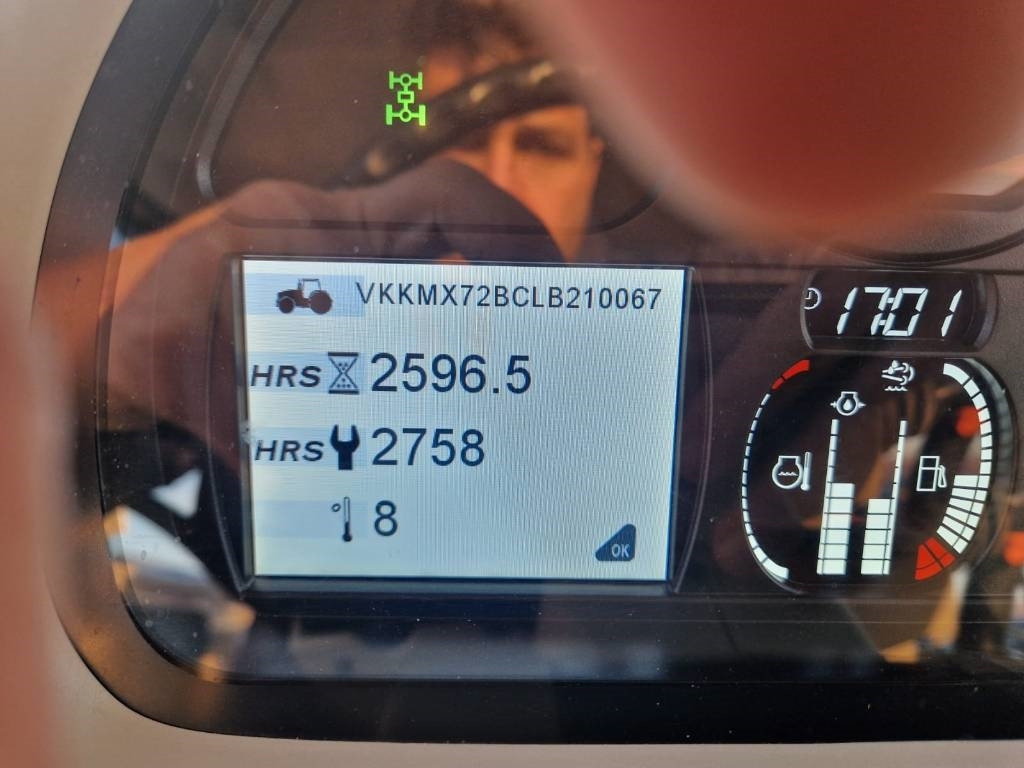 VKKMX72BCLB210067
17:01
HRS 2596.5
HRS 2758
° 8
OK